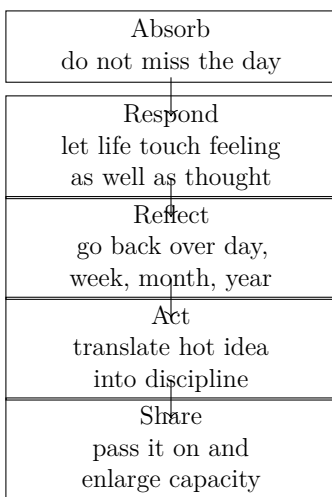 Absorb
do not miss the day
Respond
let life touch feeling
as well as thought
Reflect
go back over day,
week, month, year
Act
translate hot idea
into discipline
Share
pass it on and
enlarge capacity